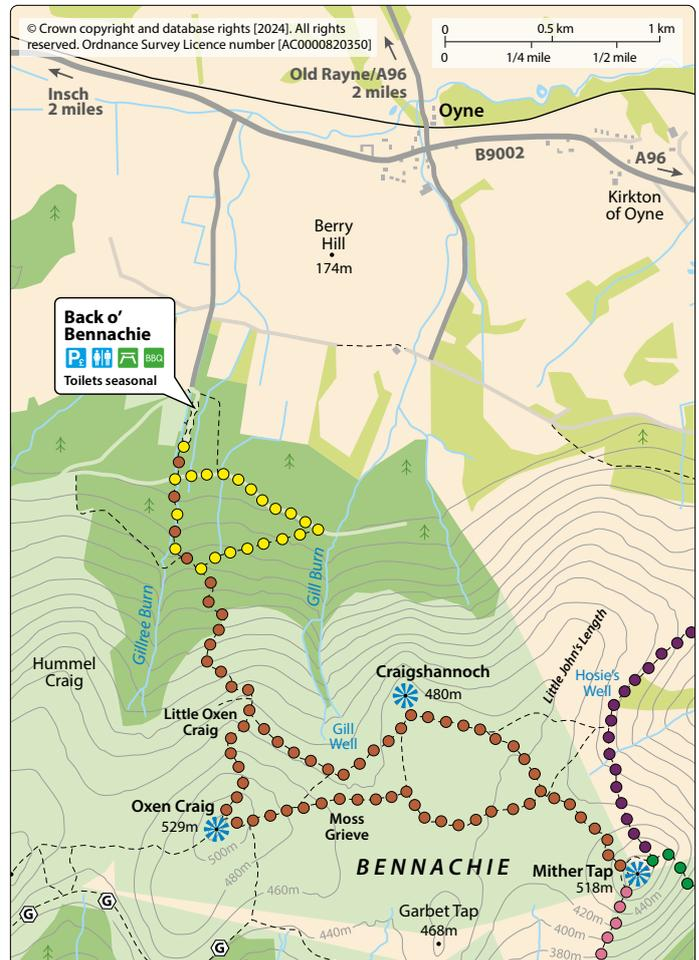 © Crown copyright and database rights [2024]. All rights
reserved. Ordnance Survey Licence number [AC0000820350]
0 0.5 km 1 km
0 1/4 mile 1/2 mile
Insch
2 miles
Old Rayne/A96
2 miles
Oyne
B9002
A96
Kirkton
of Oyne
Berry
Hill
174m
Back o’
Bennachie
P£
BBQ
Toilets seasonal
Gillree Burn
Gill Burn
Little John’s Length
Hummel
Craig
Craigshannoch
480m
Hosie’s
Well
Little Oxen
Craig
Gill
Well
Oxen Craig
529m
Moss
Grieve
BENNACHIE
Mither Tap
518m
500m
480m
460m
440m
Garbet Tap
468m
440m
420m
400m
380m
G
G
G